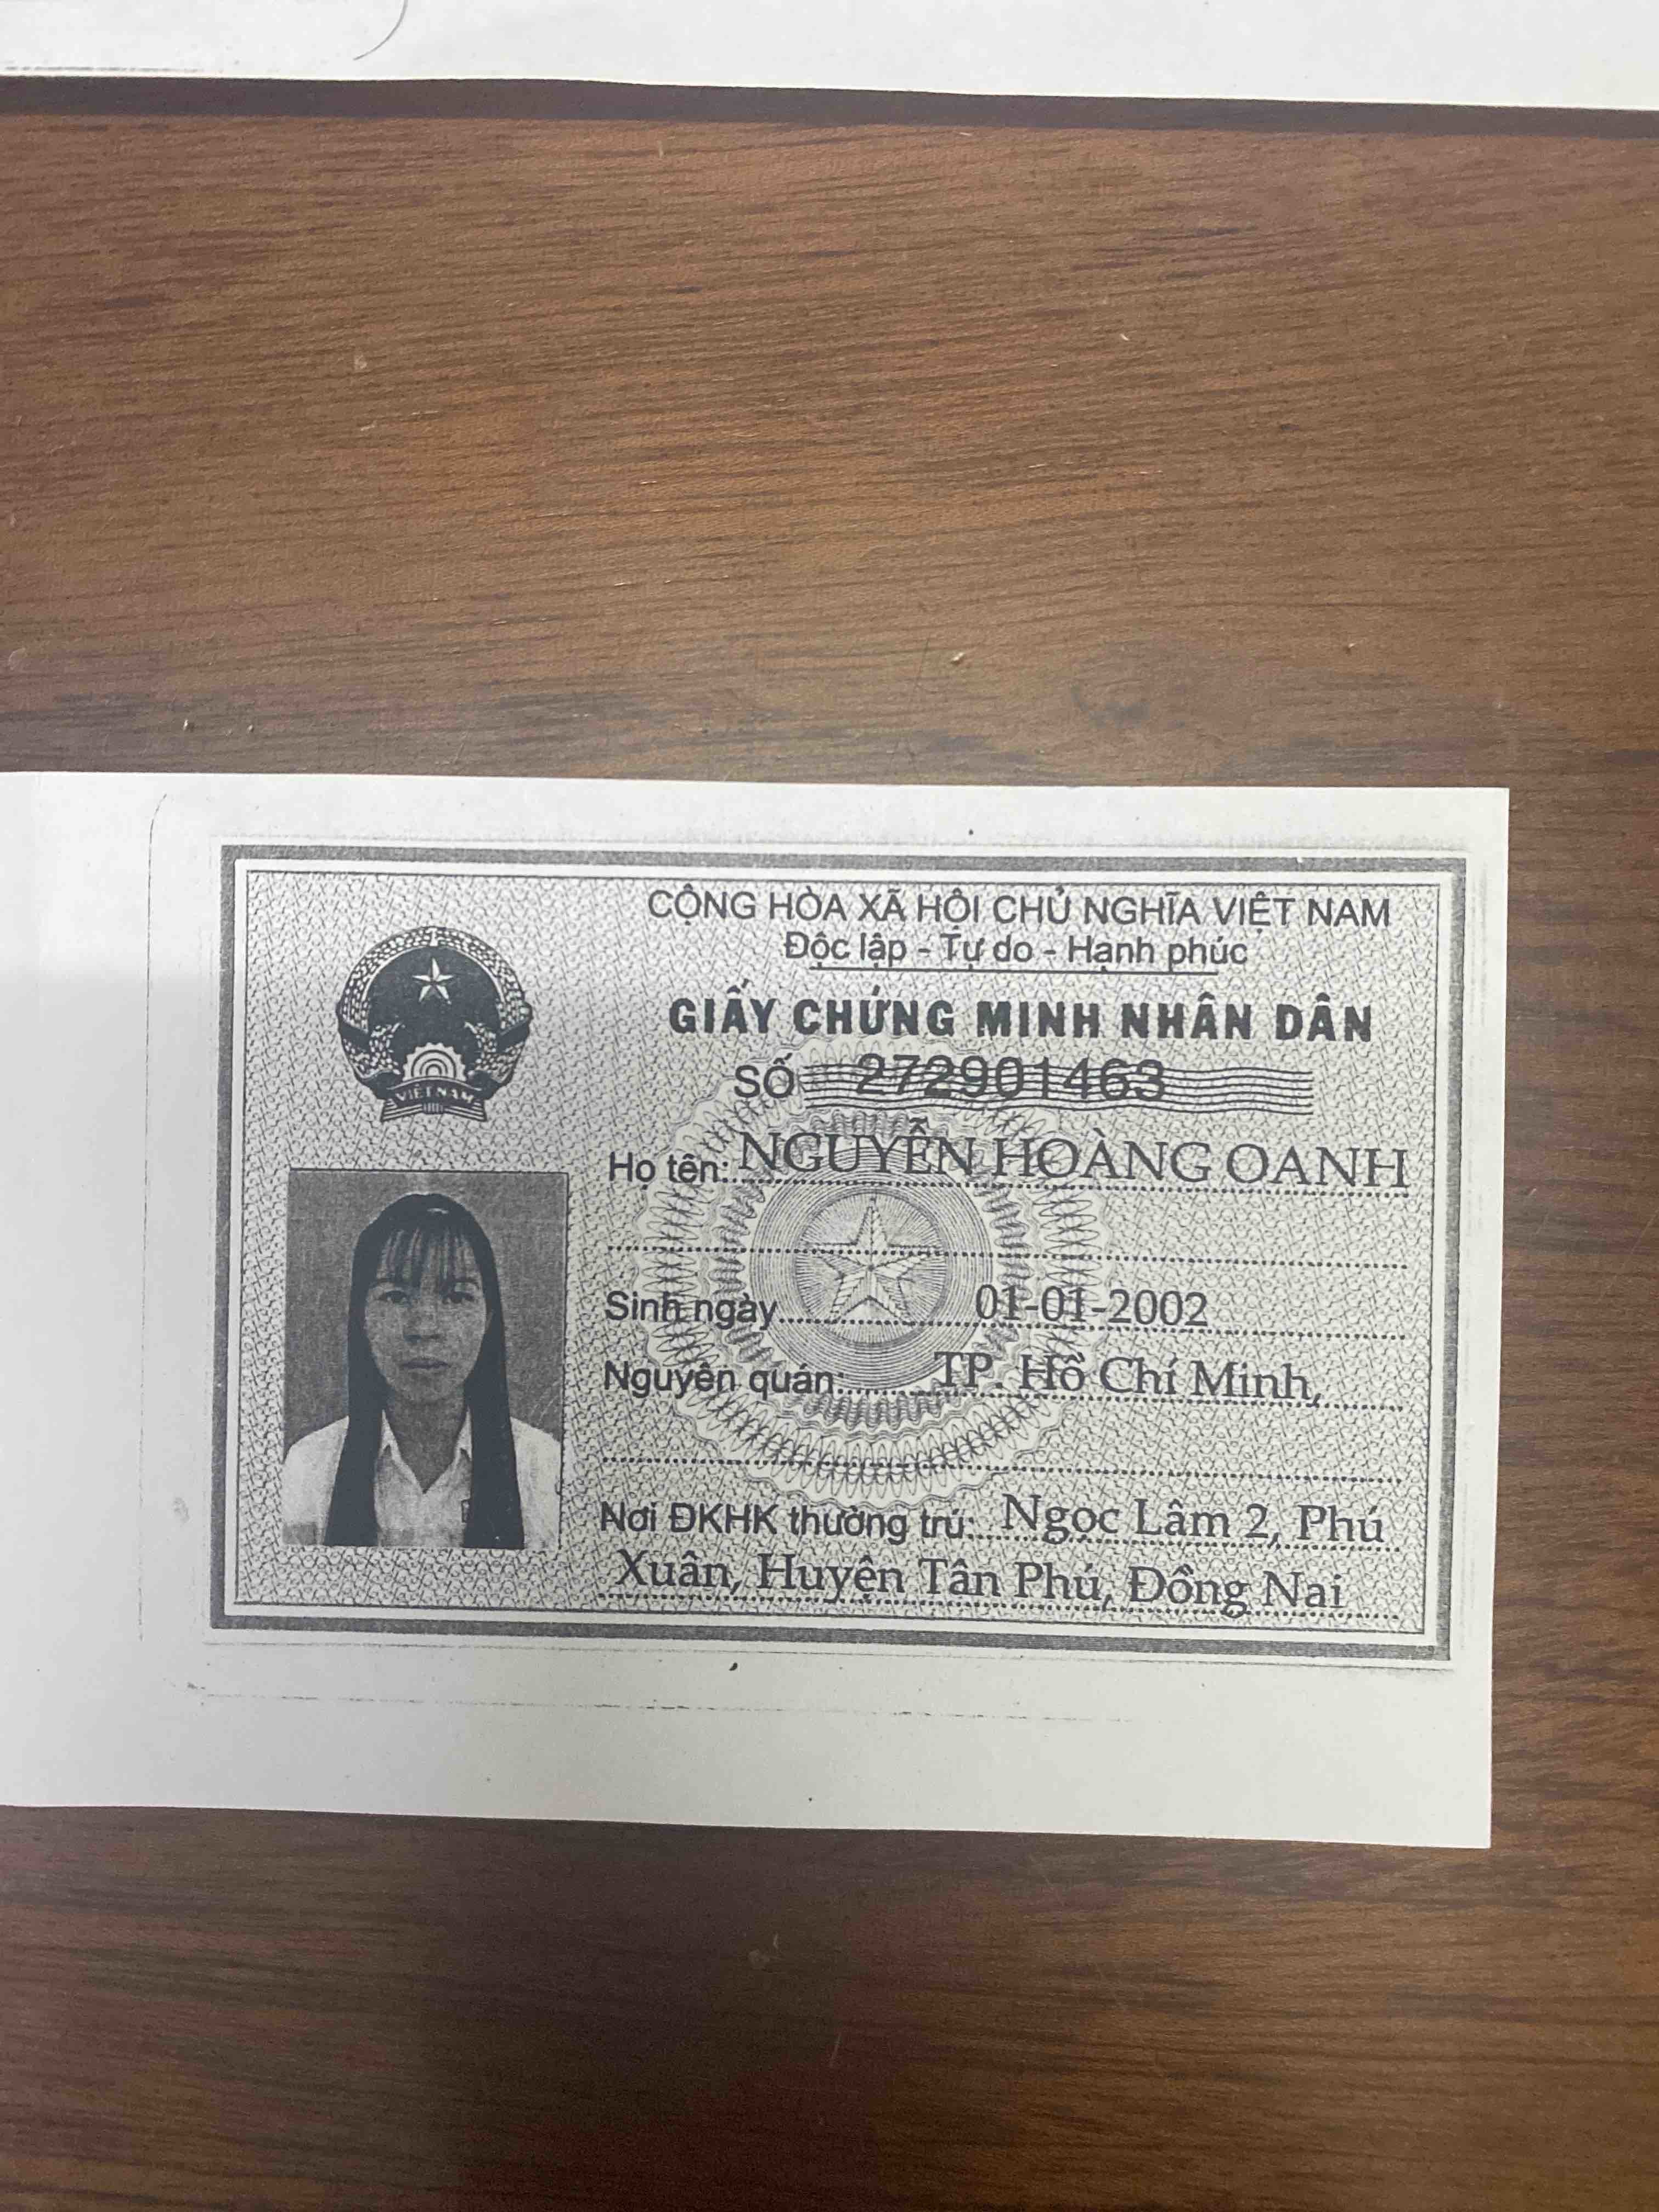 CỘNG HÒA XÃ HỘI CHỦ NGHĨA VIỆT NAM
Độc lập - Tự do - Hạnh phúc
GIẤY CHỨNG MINH NHÂN DÂN
SỐ 272901463
Họ tên: NGUYỄN HOÀNG OANH
Sinh ngày 01-01-2002
Nguyên quán: TP. Hồ Chí Minh,
Nơi ĐKHK thường trú: Ngọc Lâm 2, Phú
Xuân, Huyện Tân Phú, Đồng Nai
VIETNAM